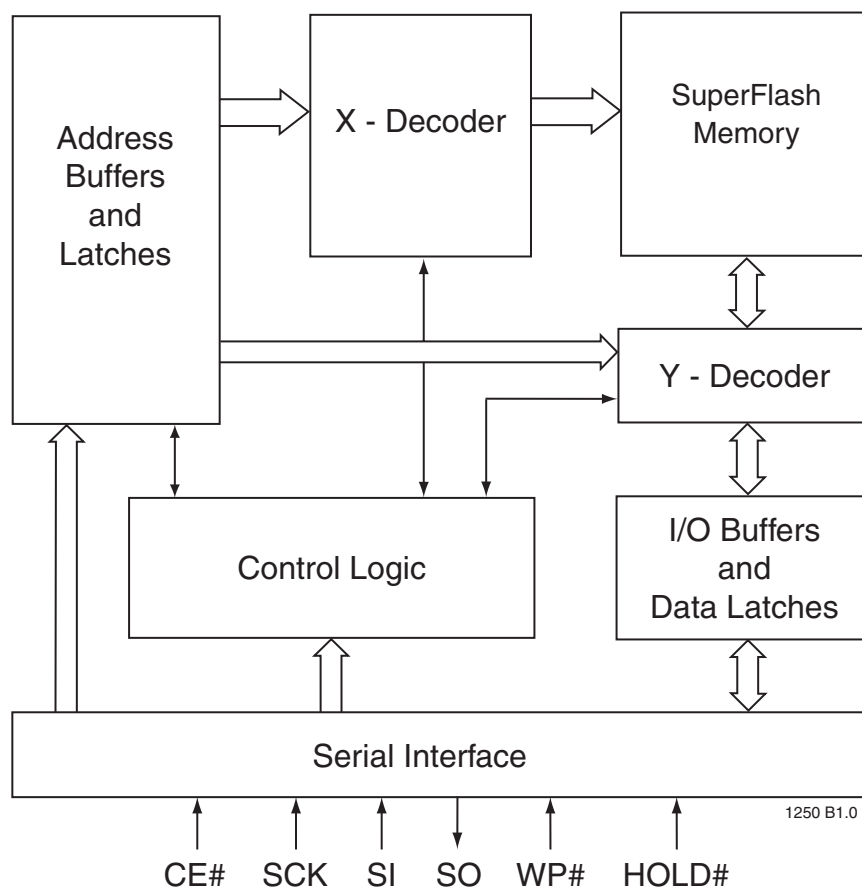 Address
Buffers
and
Latches
X - Decoder
SuperFlash
Memory
Y - Decoder
Control Logic
I/O Buffers
and
Data Latches
Serial Interface
1250 B1.0
CE# SCK SI SO WP# HOLD#